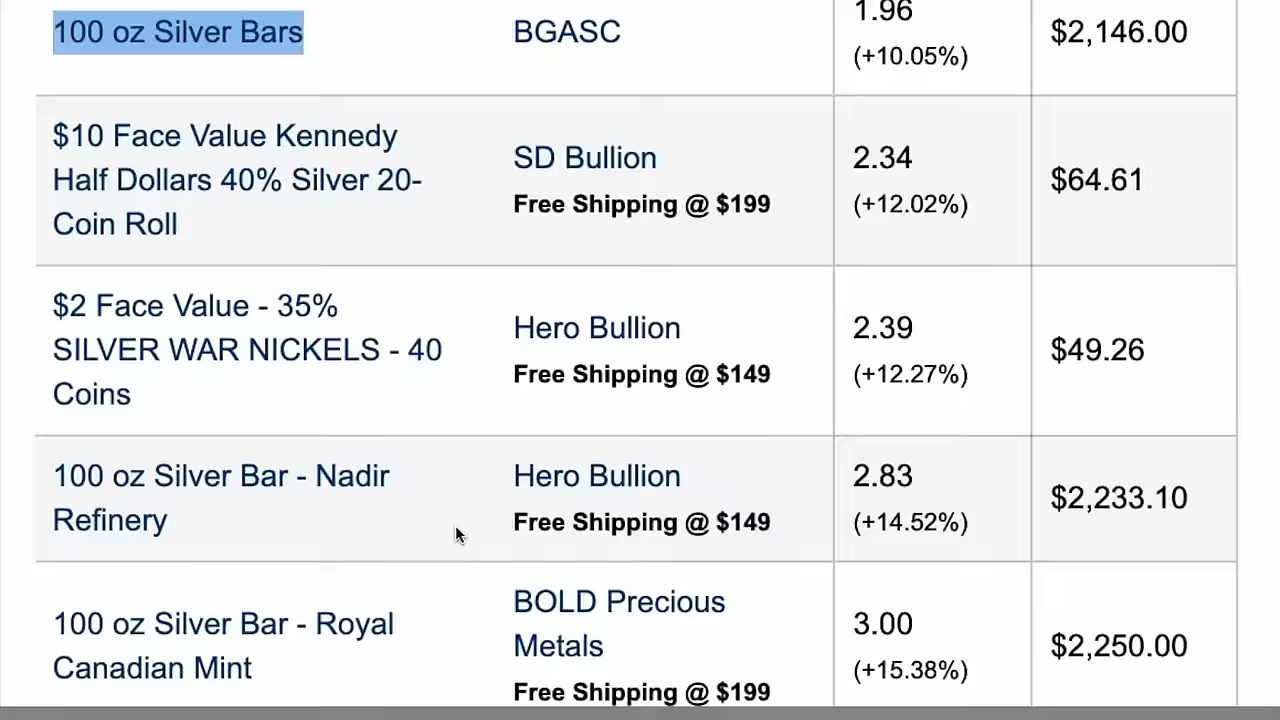 100 oz Silver Bars
BGASC
1.96
(+10.05%)
$2,146.00
$10 Face Value Kennedy
Half Dollars 40% Silver 20-
Coin Roll
SD Bullion
Free Shipping @ $199
2.34
(+12.02%)
$64.61
$2 Face Value - 35%
SILVER WAR NICKELS - 40
Coins
Hero Bullion
Free Shipping @ $149
2.39
(+12.27%)
$49.26
100 oz Silver Bar - Nadir
Refinery
Hero Bullion
Free Shipping @ $149
2.83
(+14.52%)
$2,233.10
100 oz Silver Bar - Royal
Canadian Mint
BOLD Precious
Metals
Free Shipping @ $199
3.00
(+15.38%)
$2,250.00